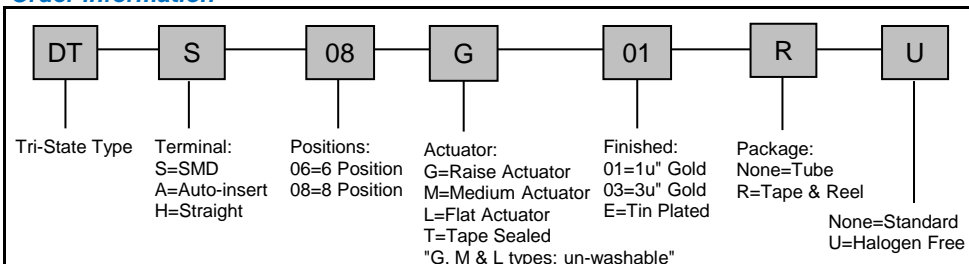 Order Information
DT S 08 G 01 R U
Tri-State Type
Terminal:
S=SMD
A=Auto-insert
H=Straight
Positions:
06=6 Position
08=8 Position
Actuator:
G=Raise Actuator
M=Medium Actuator
L=Flat Actuator
T=Tape Sealed
"G, M & L types: un-washable"
Finished:
01=1u" Gold
03=3u" Gold
E=Tin Plated
Package:
None=Tube
R=Tape & Reel
None=Standard
U=Halogen Free